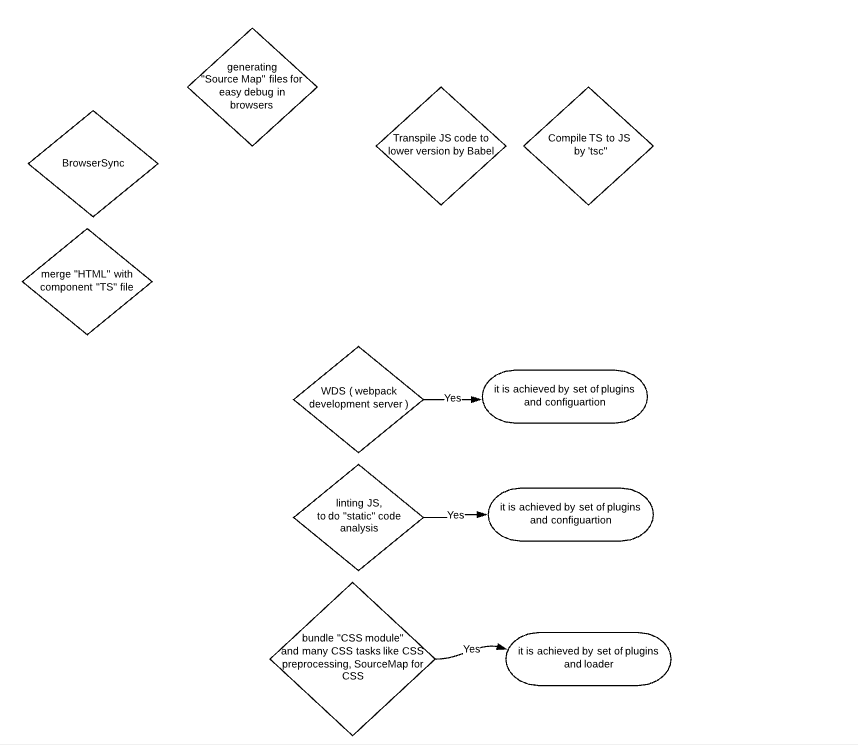 generating
"Source Map" files for
easy debug in
browsers
BrowserSync
Transpile JS code to
lower version by Babel
Compile TS to JS
by 'tsc"
merge "HTML" with
component "TS" file
WDS ( webpack
development server )
Yes
it is achieved by set of plugins
and configuartion
linting JS,
to do "static" code
analysis
Yes
it is achieved by set of plugins
and configuartion
bundle "CSS module"
and many CSS tasks like CSS
preprocessing, SourceMap for
CSS
Yes
it is achieved by set of plugins
and loader